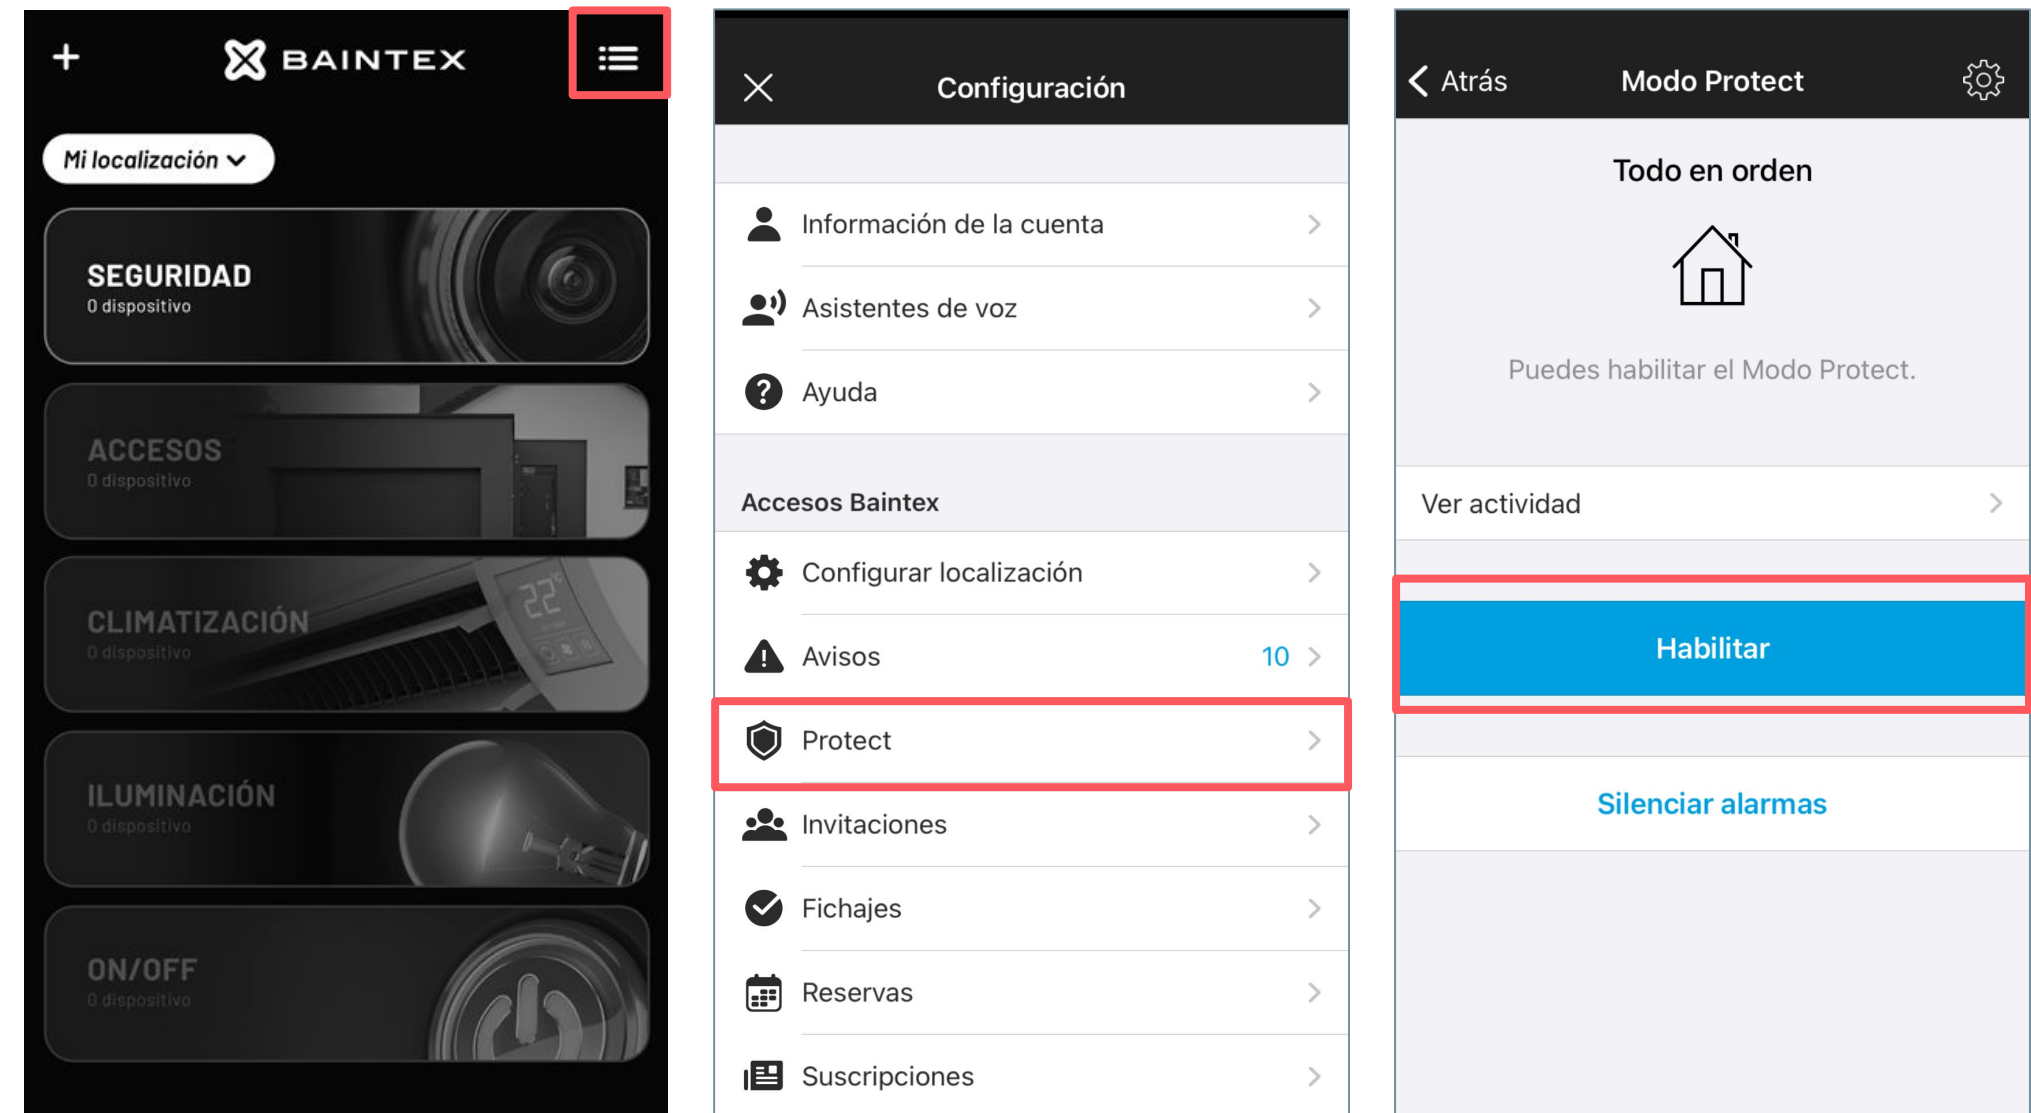 BAINTEX
Mi localización
SEGURIDAD
0 dispositivo
ACCESOS
0 dispositivo
22°C
CLIMATIZACIÓN
0 dispositivo
ILUMINACIÓN
0 dispositivo
ON/OFF
0 dispositivo
Configuración
Información de la cuenta
Asistentes de voz
Ayuda
Accesos Baintex
Configurar localización
Avisos 10
Protect
Invitaciones
Fichajes
Reservas
Suscripciones
Atrás Modo Protect
Todo en orden
Puedes habilitar el Modo Protect.
Ver actividad
Habilitar
Silenciar alarmas